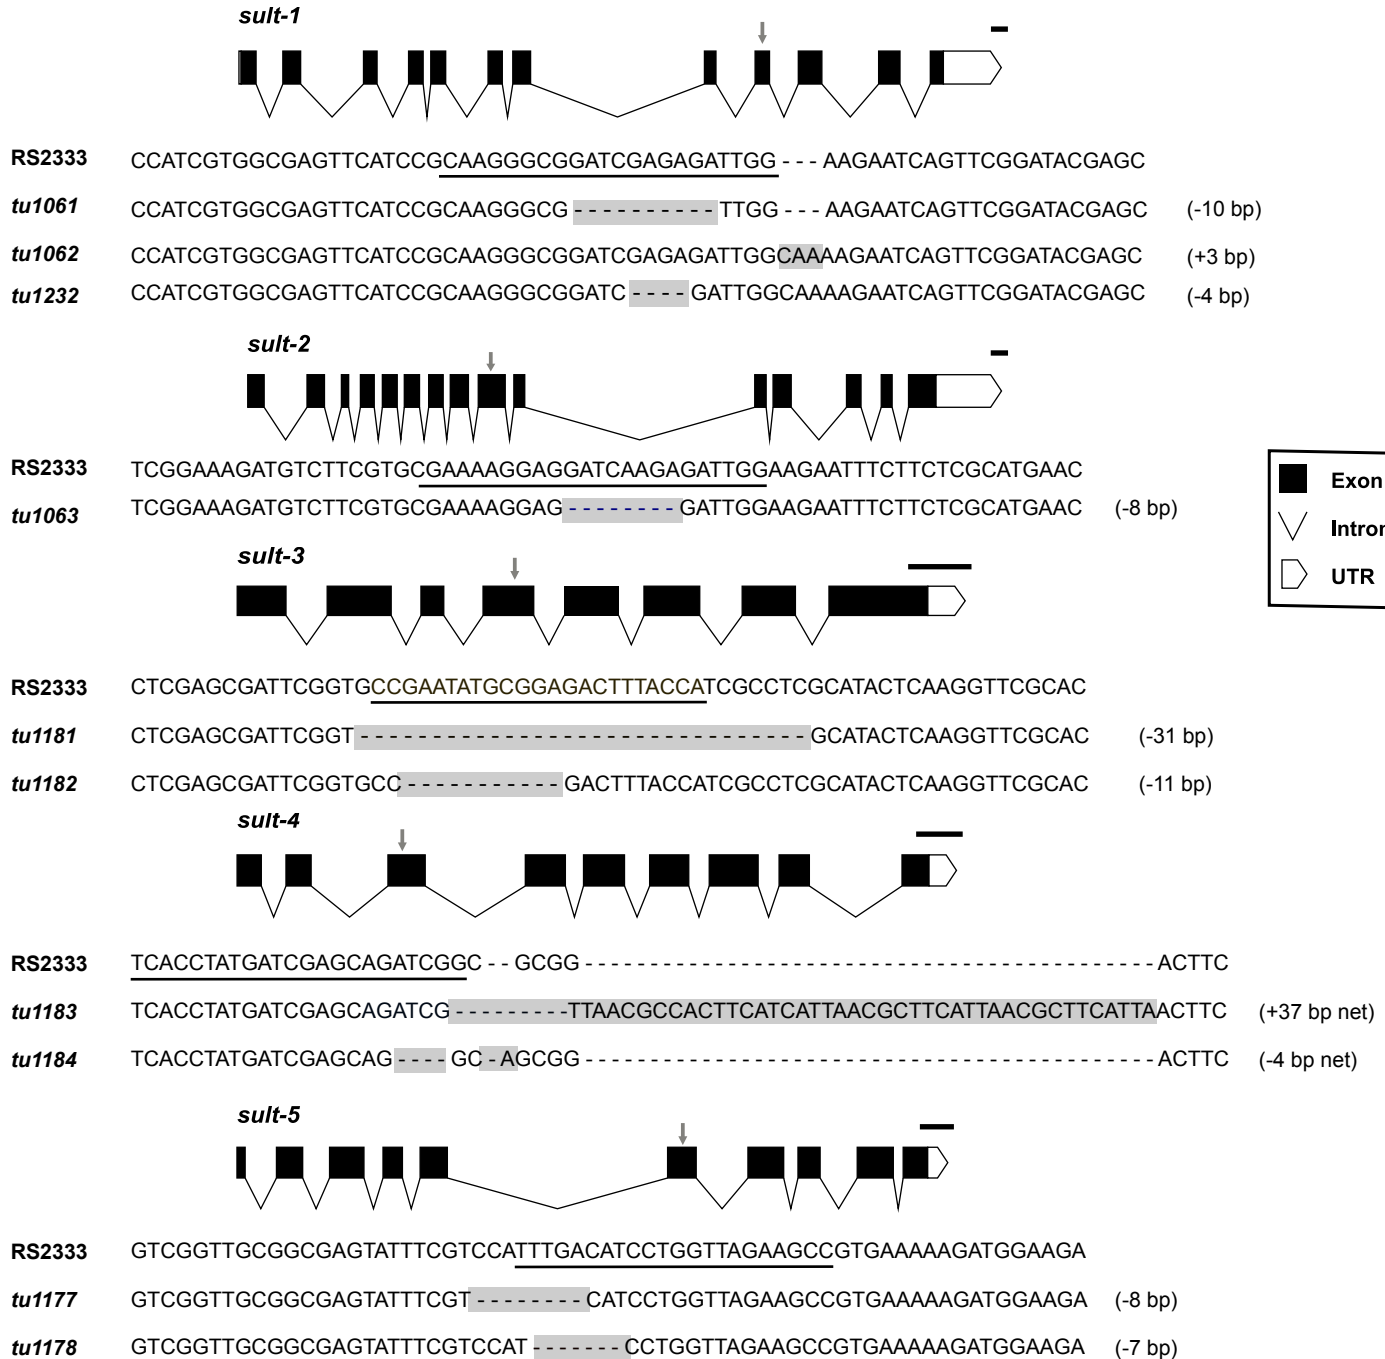 sult-1
RS2333 CCATCGTGGCGAGTTCATCCGCAAGGGCGGATCGAGAGATTGG - - - AAGAATCAGTTCGGATACGAGC
tu1061 CCATCGTGGCGAGTTCATCCGCAAGGGCG - - - - - - - - - - TTGG - - - AAGAATCAGTTCGGATACGAGC (-10 bp)
tu1062 CCATCGTGGCGAGTTCATCCGCAAGGGCGGATCGAGAGATTGGCAAAAGAATCAGTTCGGATACGAGC (+3 bp)
tu1232 CCATCGTGGCGAGTTCATCCGCAAGGGCGGATC - - - - GATTGGCAAAAGAATCAGTTCGGATACGAGC (-4 bp)
sult-2
RS2333 TCGGAAAGATGTCTTCGTGCGAAAAGGAGGATCAAGAGATTGGAAGAATTTCTTCTCGCATGAAC
tu1063 TCGGAAAGATGTCTTCGTGCGAAAAGGAG - - - - - - - - GATTGGAAGAATTTCTTCTCGCATGAAC (-8 bp)
Exon
Intron
UTR
sult-3
RS2333 CTCGAGCGATTCGGTGCCGAATATGCGGAGACTTTACCATCGCCTCGCATACTCAAGGTTCGCAC
tu1181 CTCGAGCGATTCGGT - - - - - - - - - - - - - - - - - - - - - - - - - - - - - - - GCATACTCAAGGTTCGCAC (-31 bp)
tu1182 CTCGAGCGATTCGGTGCC - - - - - - - - - - - GACTTTACCATCGCCTCGCATACTCAAGGTTCGCAC (-11 bp)
sult-4
RS2333 TCACCTATGATCGAGCAGATCGGC - - GCGG - - - - - - - - - - - - - - - - - - - - - - - - - - - - - - - - - - - - - - - - ACTTC
tu1183 TCACCTATGATCGAGCAGATCG - - - - - - - - -TTAACGCCACTTCATCATTAACGCTTCATTAACGCTTCATTAACTTC (+37 bp net)
tu1184 TCACCTATGATCGAGCAG - - - - GC - AGCGG - - - - - - - - - - - - - - - - - - - - - - - - - - - - - - - - - - - - - - - - ACTTC (-4 bp net)
sult-5
RS2333 GTCGGTTGCGGCGAGTATTTCGTCCATTTGACATCCTGGTTAGAAGCCGTGAAAAAGATGGAAGA
tu1177 GTCGGTTGCGGCGAGTATTTCGT - - - - - - - - CATCCTGGTTAGAAGCCGTGAAAAAGATGGAAGA (-8 bp)
tu1178 GTCGGTTGCGGCGAGTATTTCGTCCAT - - - - - - - CCTGGTTAGAAGCCGTGAAAAAGATGGAAGA (-7 bp)